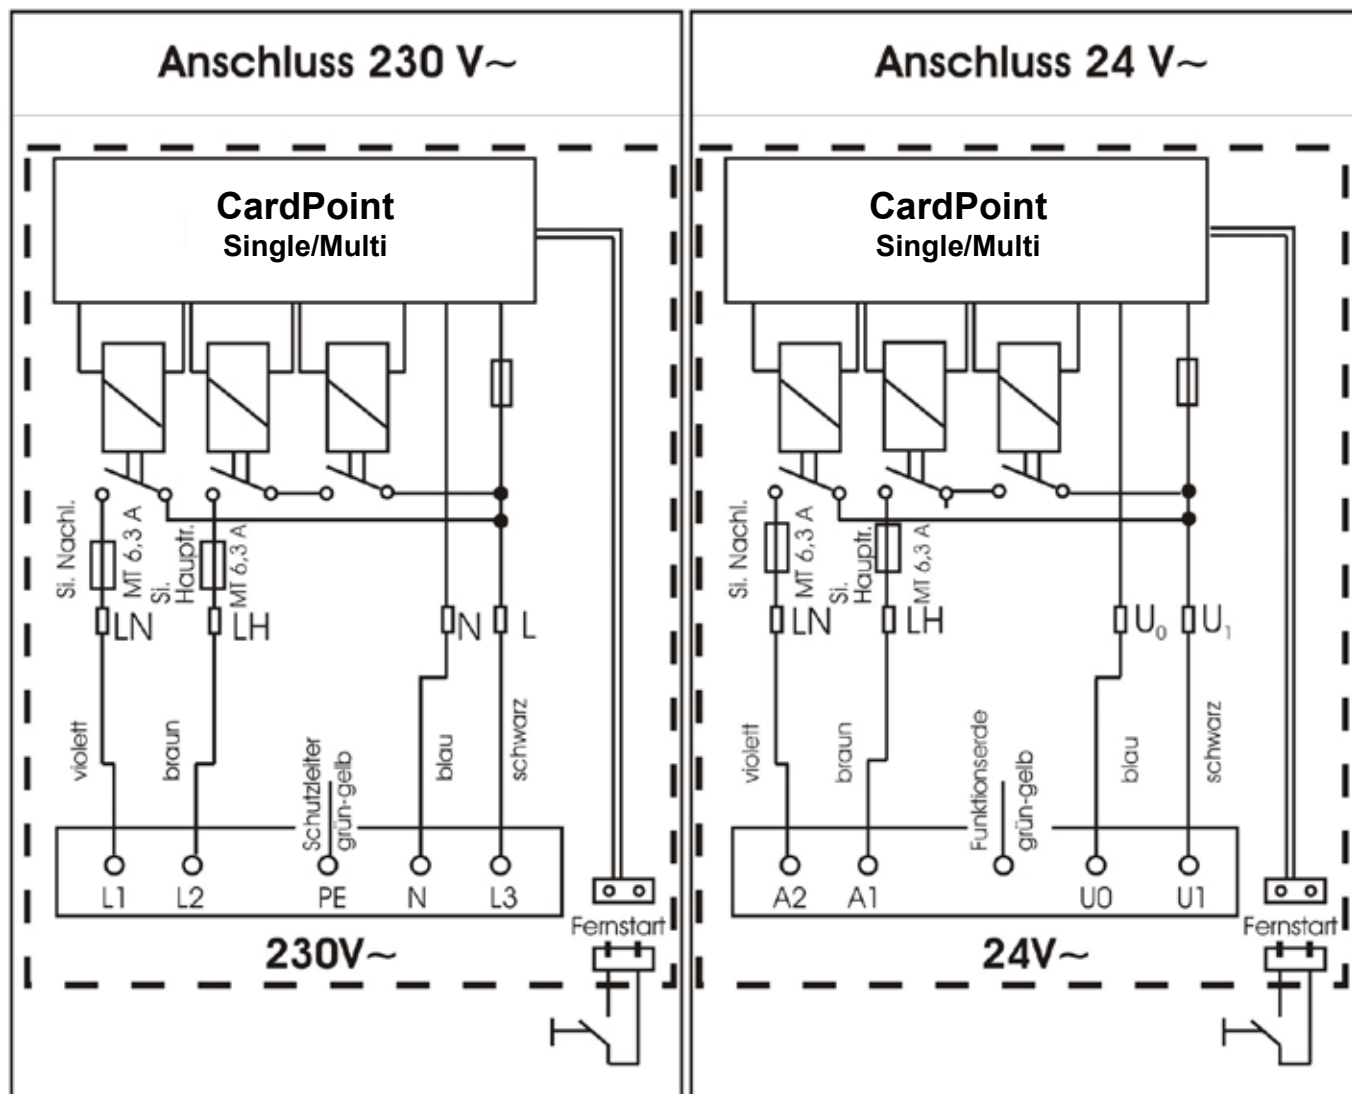 Anschluss 230 V~
CardPoint
Single/Multi
Si. Nachl.
MT 6,3 A
Si.
Hauptr.
MT 6,3 A
LN
LH
N
L
violett
braun
Schutzleiter
grün-gelb
blau
schwarz
L1
L2
PE
N
L3
Fernstart
230V~
Anschluss 24 V~
CardPoint
Single/Multi
Si. Nachl.
MT 6,3 A
Si.
Hauptr.
MT 6,3 A
LN
LH
U₀
U₁
violett
braun
Funktionserde
grün-gelb
blau
schwarz
A2
A1
U0
U1
Fernstart
24V~